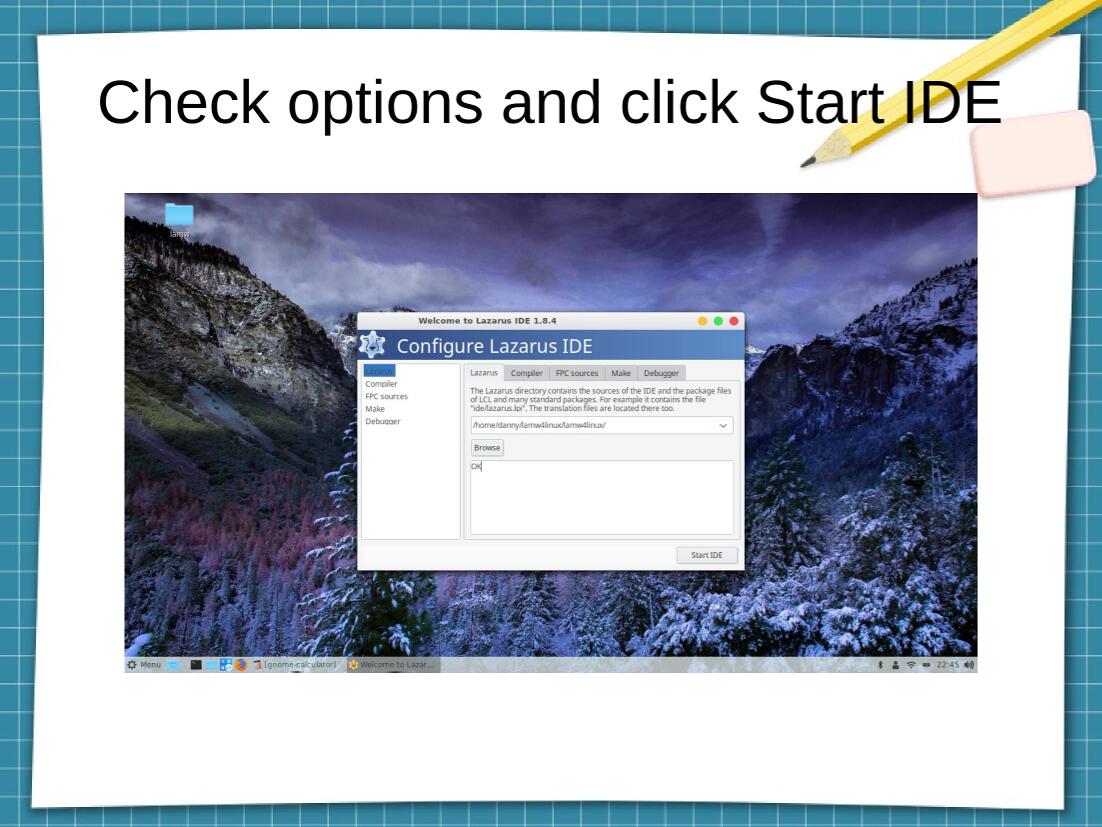 Check options and click Start IDE
lamw
Welcome to Lazarus IDE 1.8.4
Configure Lazarus IDE
Lazarus
Compiler
FPC sources
Make
Debugger
Lazarus Compiler FPC sources Make Debugger
The Lazarus directory contains the sources of the IDE and the package files
of LCL and many standard packages. For example it contains the file
"ide/lazarus.lpi". The translation files are located there too.
/home/danny/lamw4linux/lamw4linux/
Browse
OK
Start IDE
Menu [gnome-calculator] Welcome to Lazar... 22:45